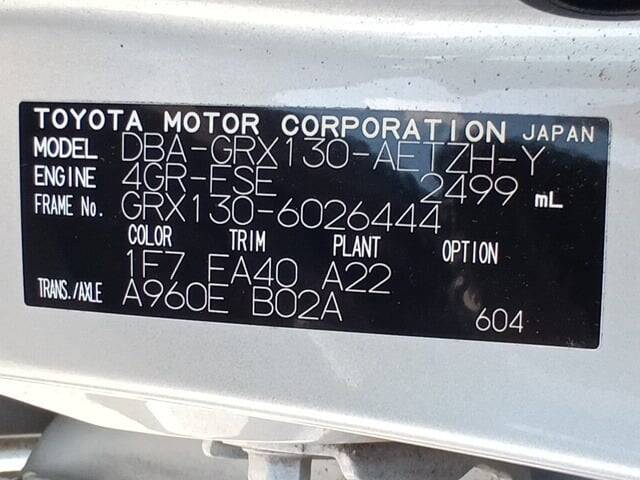 TOYOTA MOTOR CORPORATION JAPAN
MODEL DBA-GRX130-AETZH-Y
ENGINE 4GR-FSE 2499 mL
FRAME No. GRX130-6026444
COLOR TRIM PLANT OPTION
1F7 FA40 A22
TRANS./AXLE A960E B02A
604